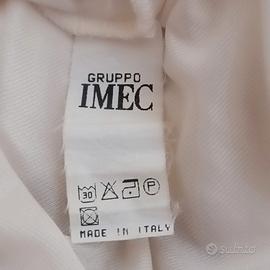 GRUPPO
IMEC
30 P
MADE IN ITALY
subito